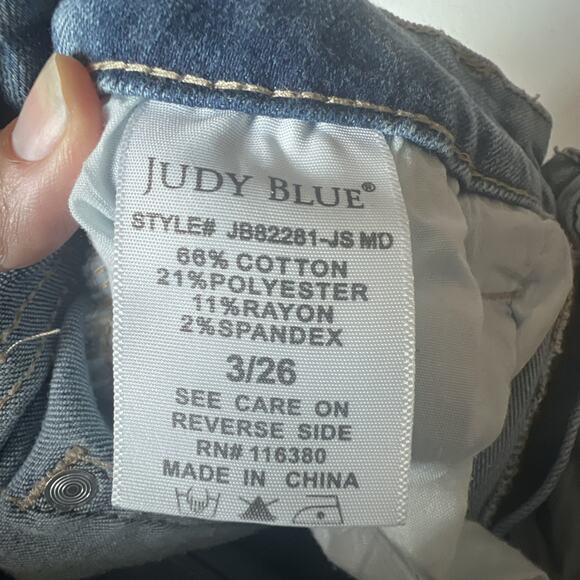 JUDY BLUE®
STYLE# JB82281-JS MD
66% COTTON
21%POLYESTER
11%RAYON
2%SPANDEX
3/26
SEE CARE ON
REVERSE SIDE
RN# 116380
MADE IN CHINA